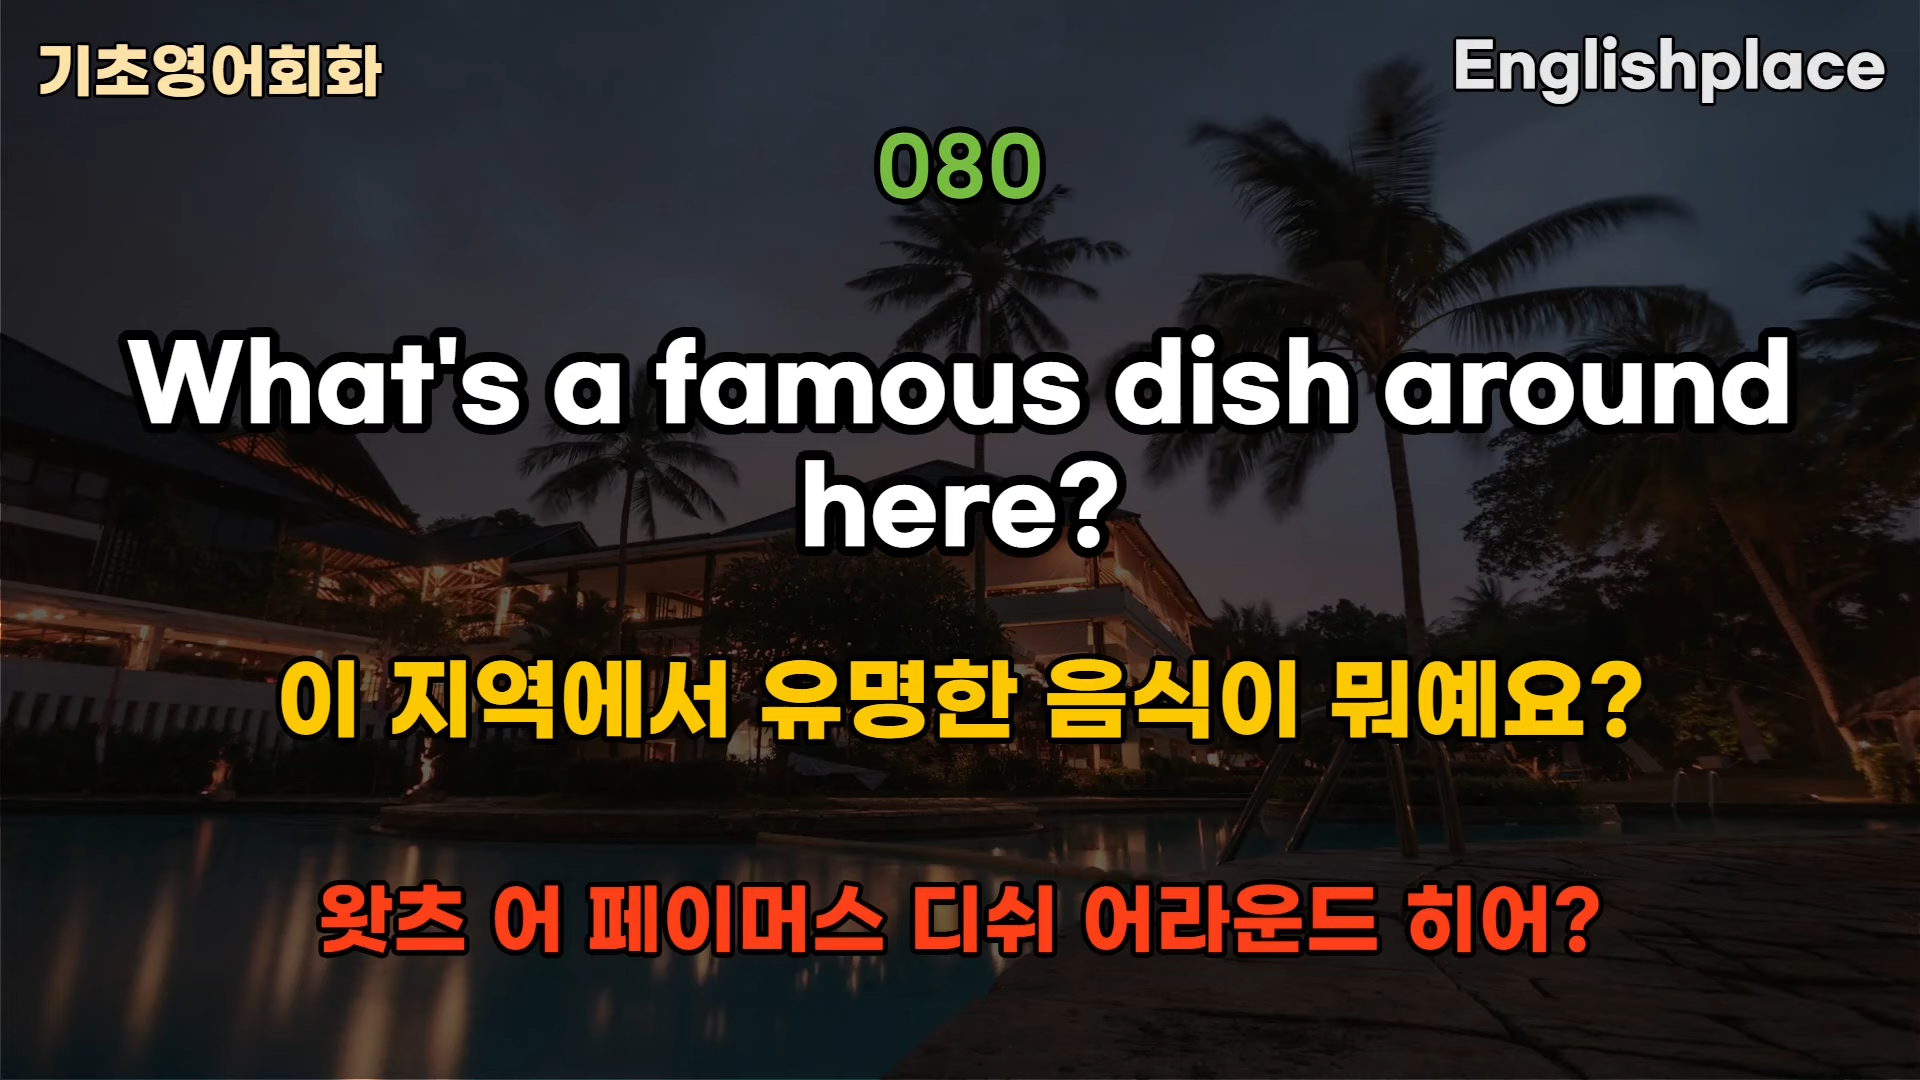 기초영어회화
Englishplace
080
What's a famous dish around
here?
이 지역에서 유명한 음식이 뭐예요?
왓츠 어 페이머스 디쉬 어라운드 히어?